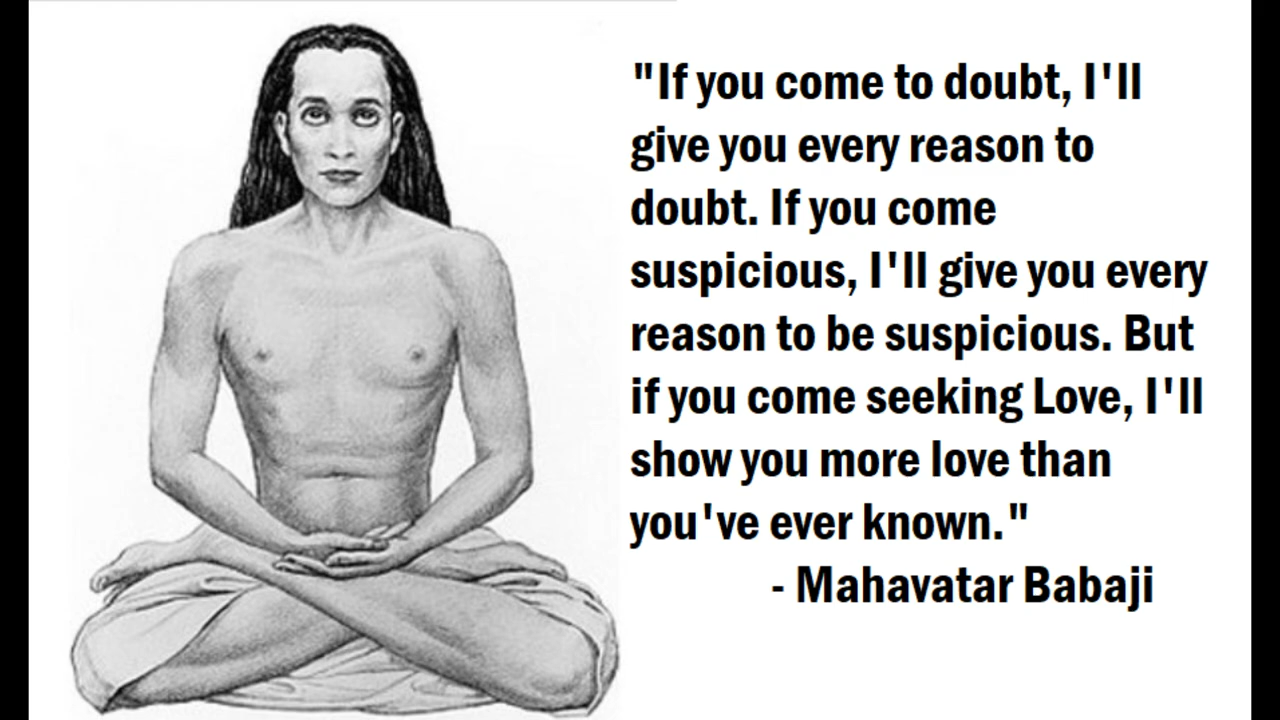 "If you come to doubt, I'll
give you every reason to
doubt. If you come
suspicious, I'll give you every
reason to be suspicious. But
if you come seeking Love, I'll
show you more love than
you've ever known."
- Mahavatar Babaji